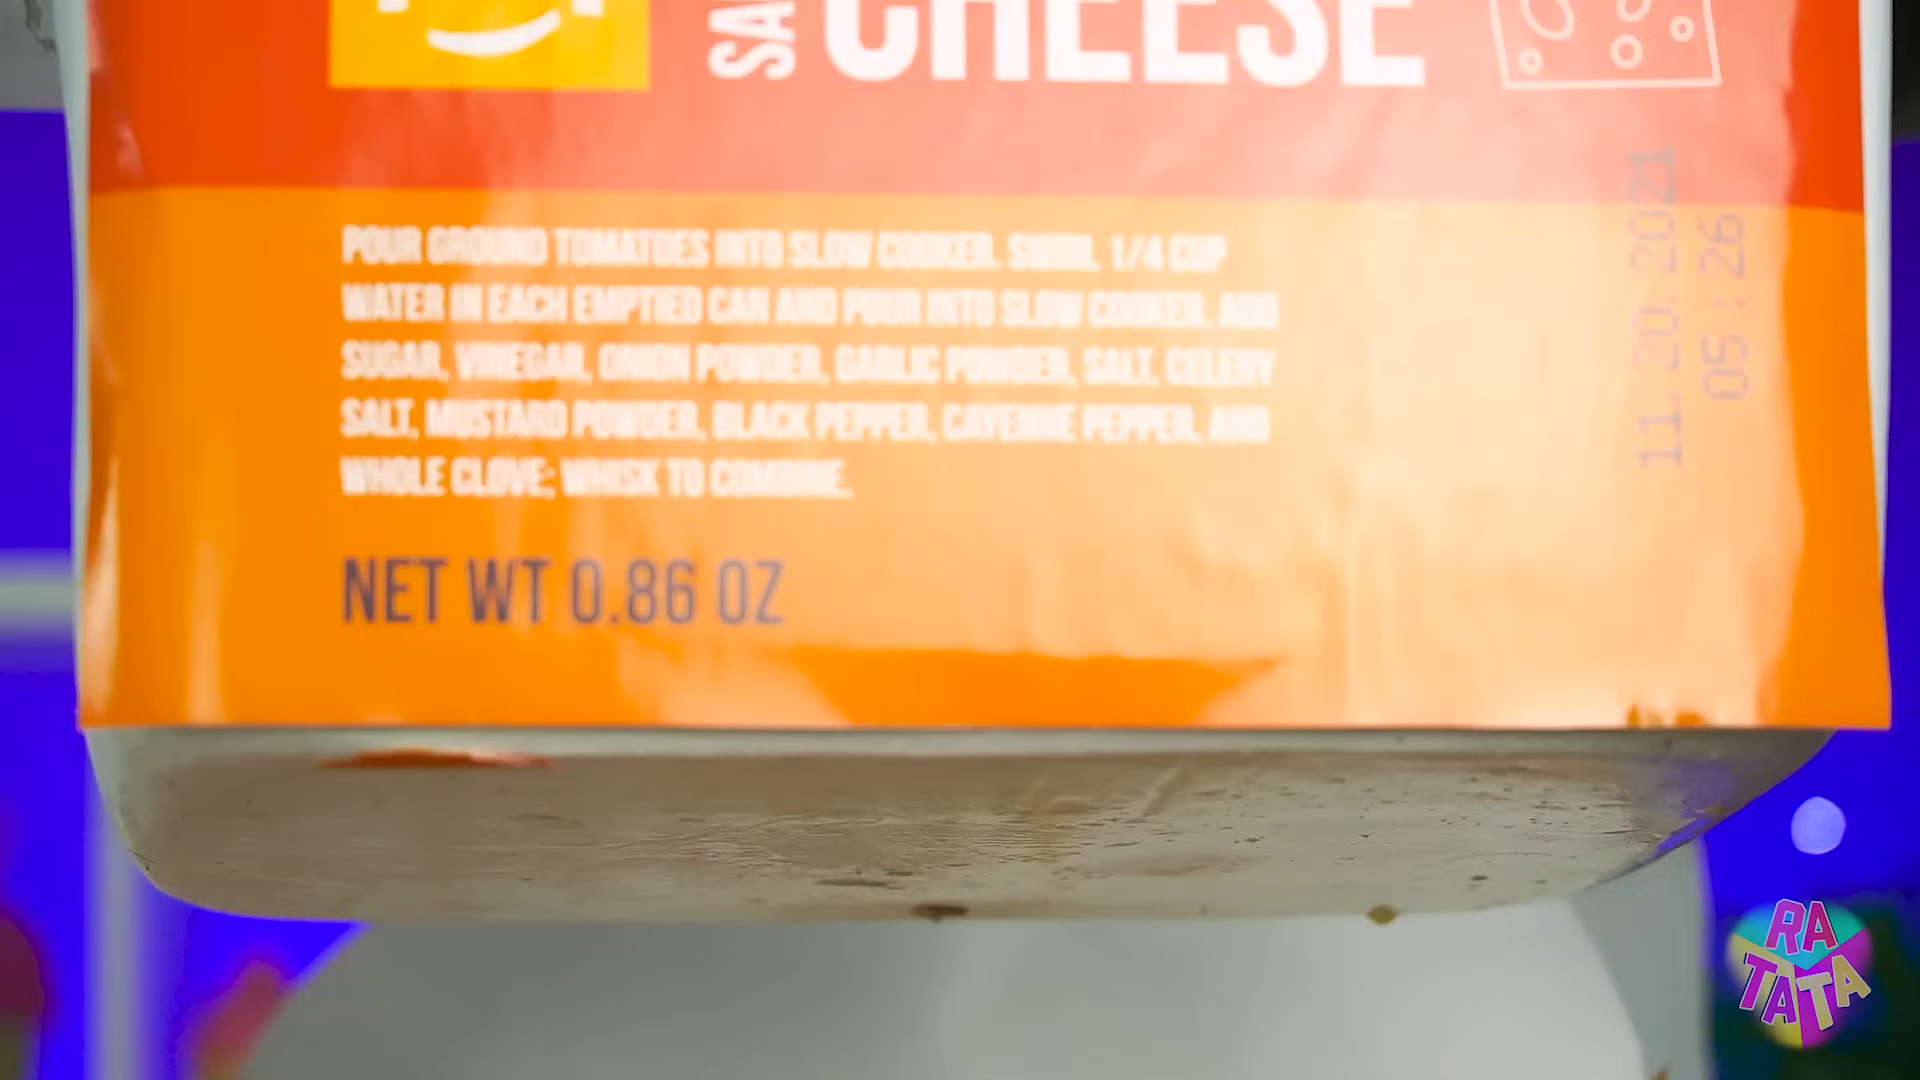 CHEESE
POUR GROUND TOMATOES INTO SLOW COOKER. SWIRL 1/4 CUP
WATER IN EACH EMPTIED CAN AND POUR INTO SLOW COOKER. ADD
SUGAR, VINEGAR, ONION POWDER, GARLIC POWDER, SALT, CELERY
SALT, MUSTARD POWDER, BLACK PEPPER, CAYENNE PEPPER, AND
WHOLE CLOVE; WHISK TO COMBINE.
NET WT 0.86 OZ
11. 20. 2021
05 : 26
RA
TATA